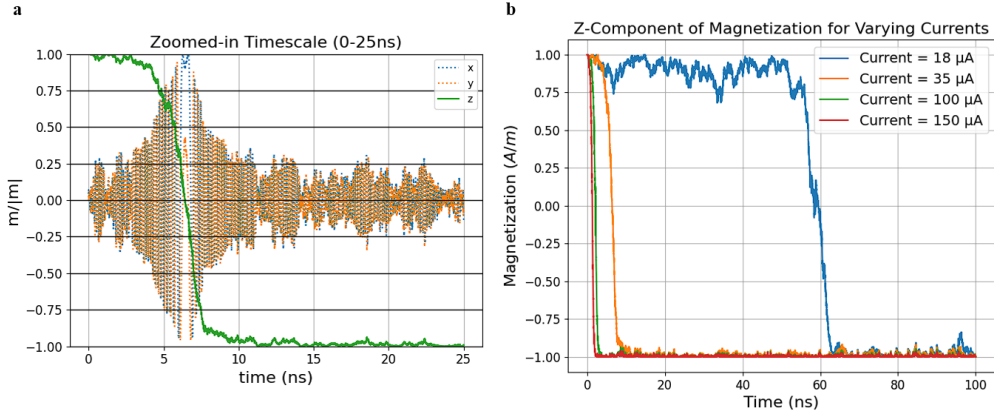 a
Zoomed-in Timescale (0-25ns)
1.00
0.75
0.50
0.25
0.00
−0.25
−0.50
−0.75
−1.00
m/|m|
x
y
z
0
5
10
15
20
25
time (ns)
b
Z-Component of Magnetization for Varying Currents
1.00
0.75
0.50
0.25
0.00
−0.25
−0.50
−0.75
−1.00
Magnetization (A/m)
Current = 18 μA
Current = 35 μA
Current = 100 μA
Current = 150 μA
0
20
40
60
80
100
Time (ns)